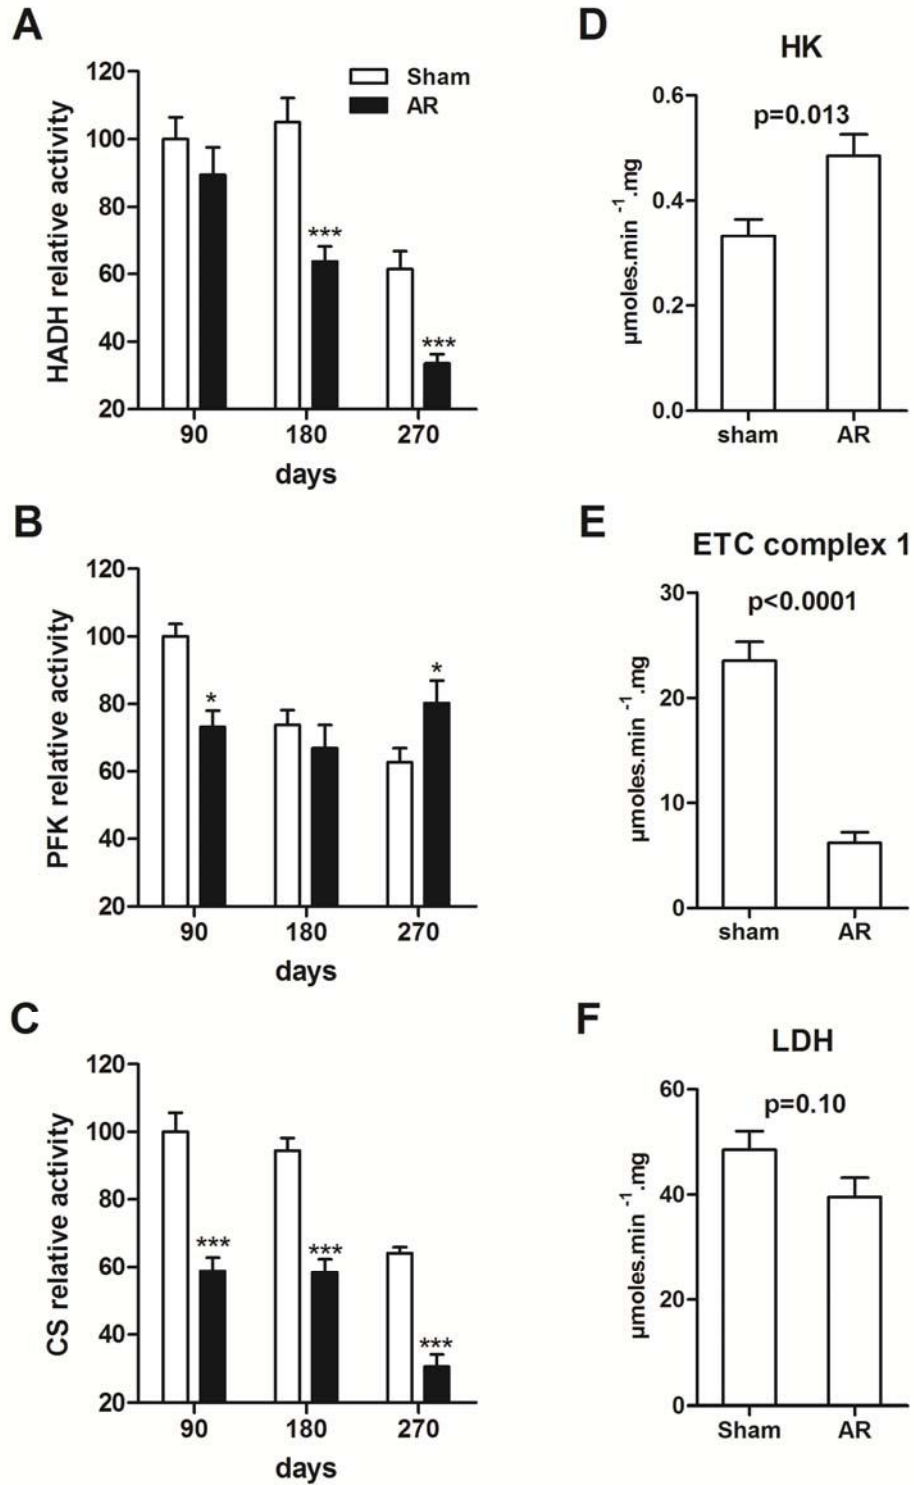 A
HADH relative activity
120
100
80
60
40
20
Sham
AR
***
***
90 180 270
days
B
PFK relative activity
120
100
80
60
40
20
*
*
90 180 270
days
C
CS relative activity
120
100
80
60
40
20
***
***
***
90 180 270
days
D
HK
p=0.013
µmoles.min -1.mg
0.6
0.4
0.2
0.0
sham AR
E
ETC complex 1
p<0.0001
µmoles.min -1.mg
30
20
10
0
sham AR
F
LDH
p=0.10
µmoles.min -1.mg
60
40
20
0
Sham AR